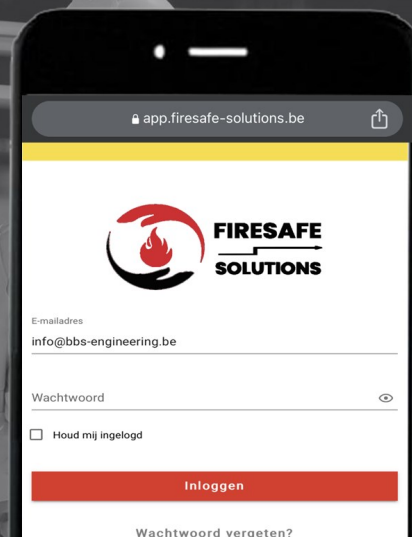 app.firesafe-solutions.be
FIRESAFE
SOLUTIONS
E-mailadres
info@bbs-engineering.be
Wachtwoord
Houd mij ingelogd
Inloggen
Wachtwoord vergeten?